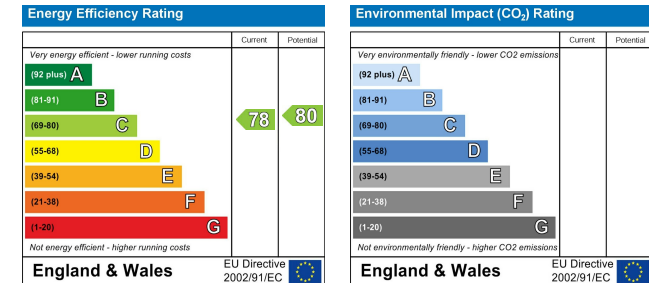 Energy Efficiency Rating
Current Potential
Very energy efficient - lower running costs
(92 plus) A
(81-91) B
(69-80) C
(55-68) D
(39-54) E
(21-38) F
(1-20) G
78
80
Not energy efficient - higher running costs
England & Wales
EU Directive
2002/91/EC
Environmental Impact (CO₂) Rating
Current Potential
Very environmentally friendly - lower CO2 emissions
(92 plus) A
(81-91) B
(69-80) C
(55-68) D
(39-54) E
(21-38) F
(1-20) G
Not environmentally friendly - higher CO2 emissions
England & Wales
EU Directive
2002/91/EC